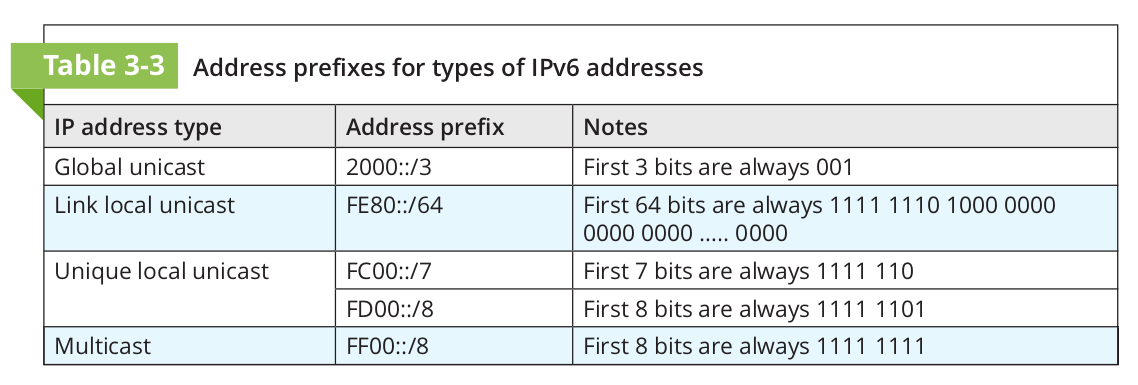 Table 3-3 Address prefixes for types of IPv6 addresses
IP address type Address prefix Notes
Global unicast 2000::/3 First 3 bits are always 001
Link local unicast FE80::/64 First 64 bits are always 1111 1110 1000 0000
0000 0000 ..... 0000
Unique local unicast FC00::/7 First 7 bits are always 1111 110
FD00::/8 First 8 bits are always 1111 1101
Multicast FF00::/8 First 8 bits are always 1111 1111